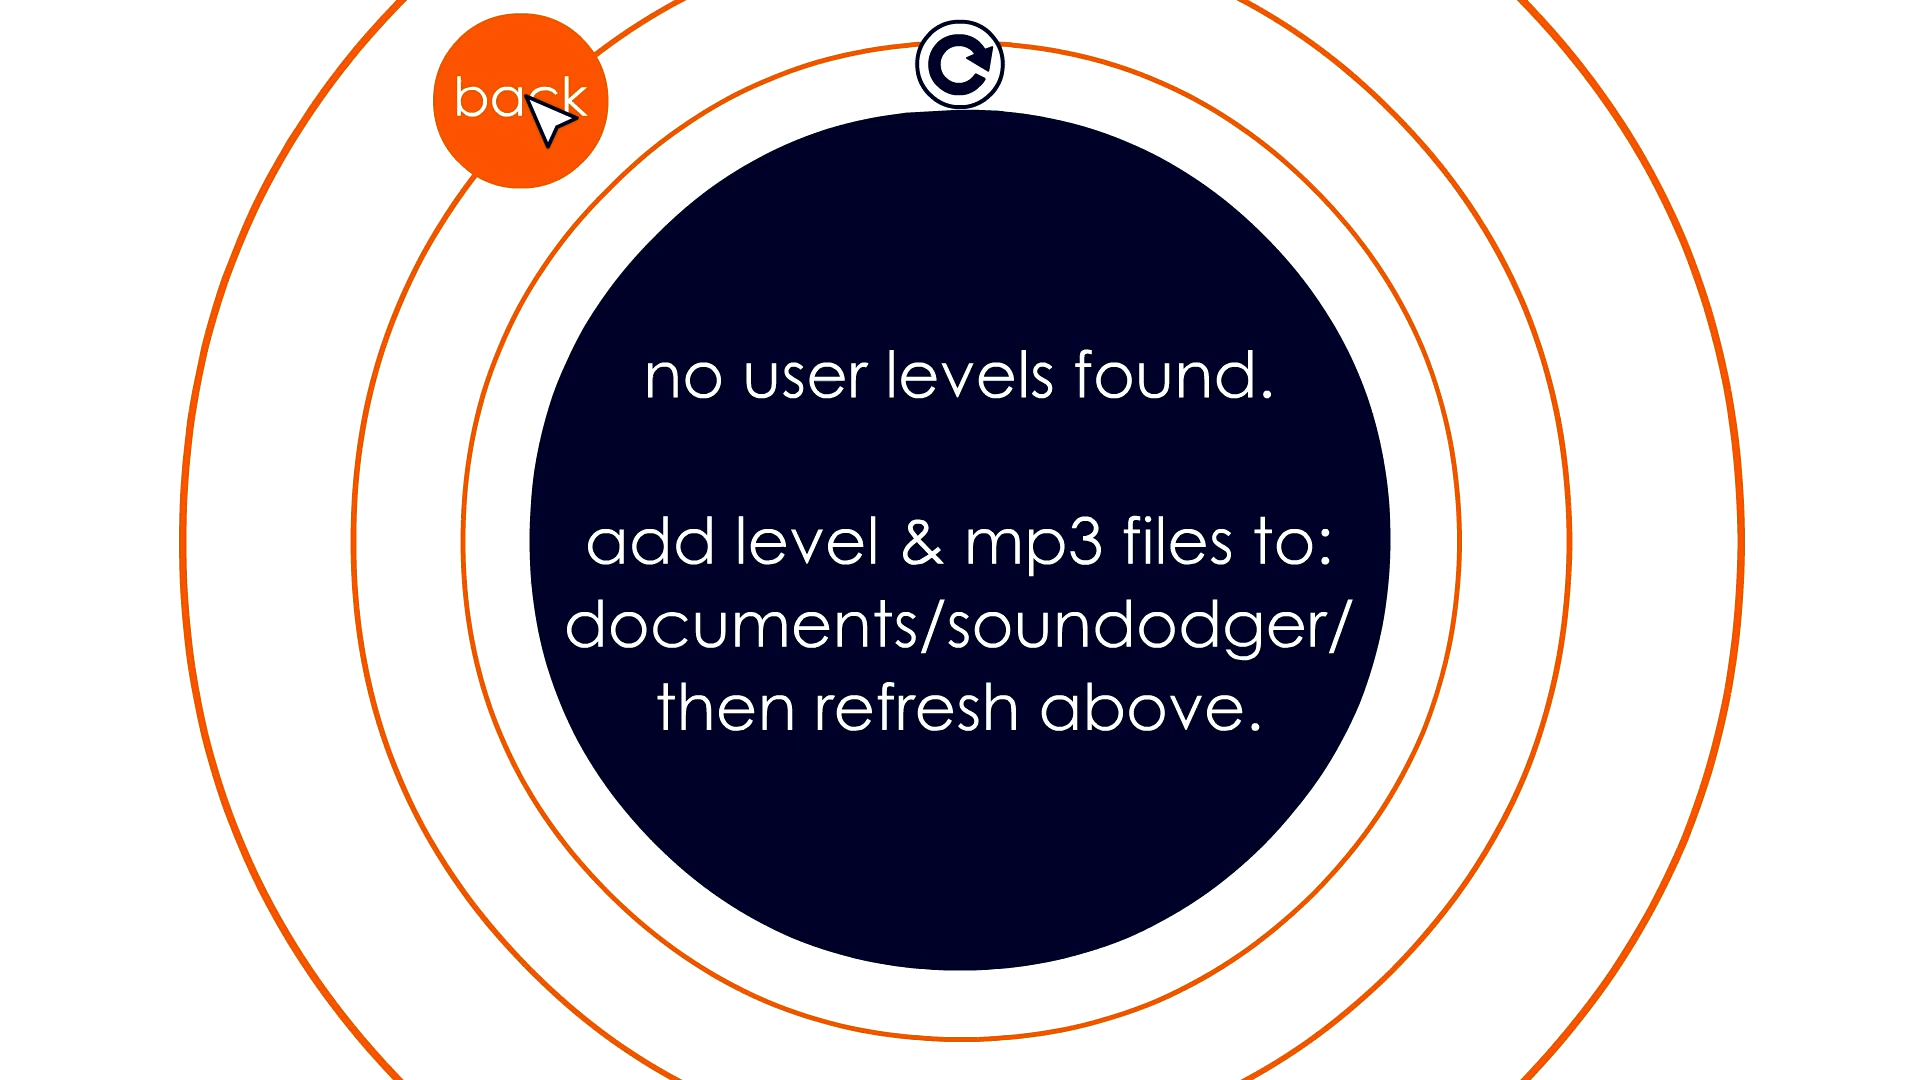 back
no user levels found.
add level & mp3 files to:
documents/soundodger/
then refresh above.